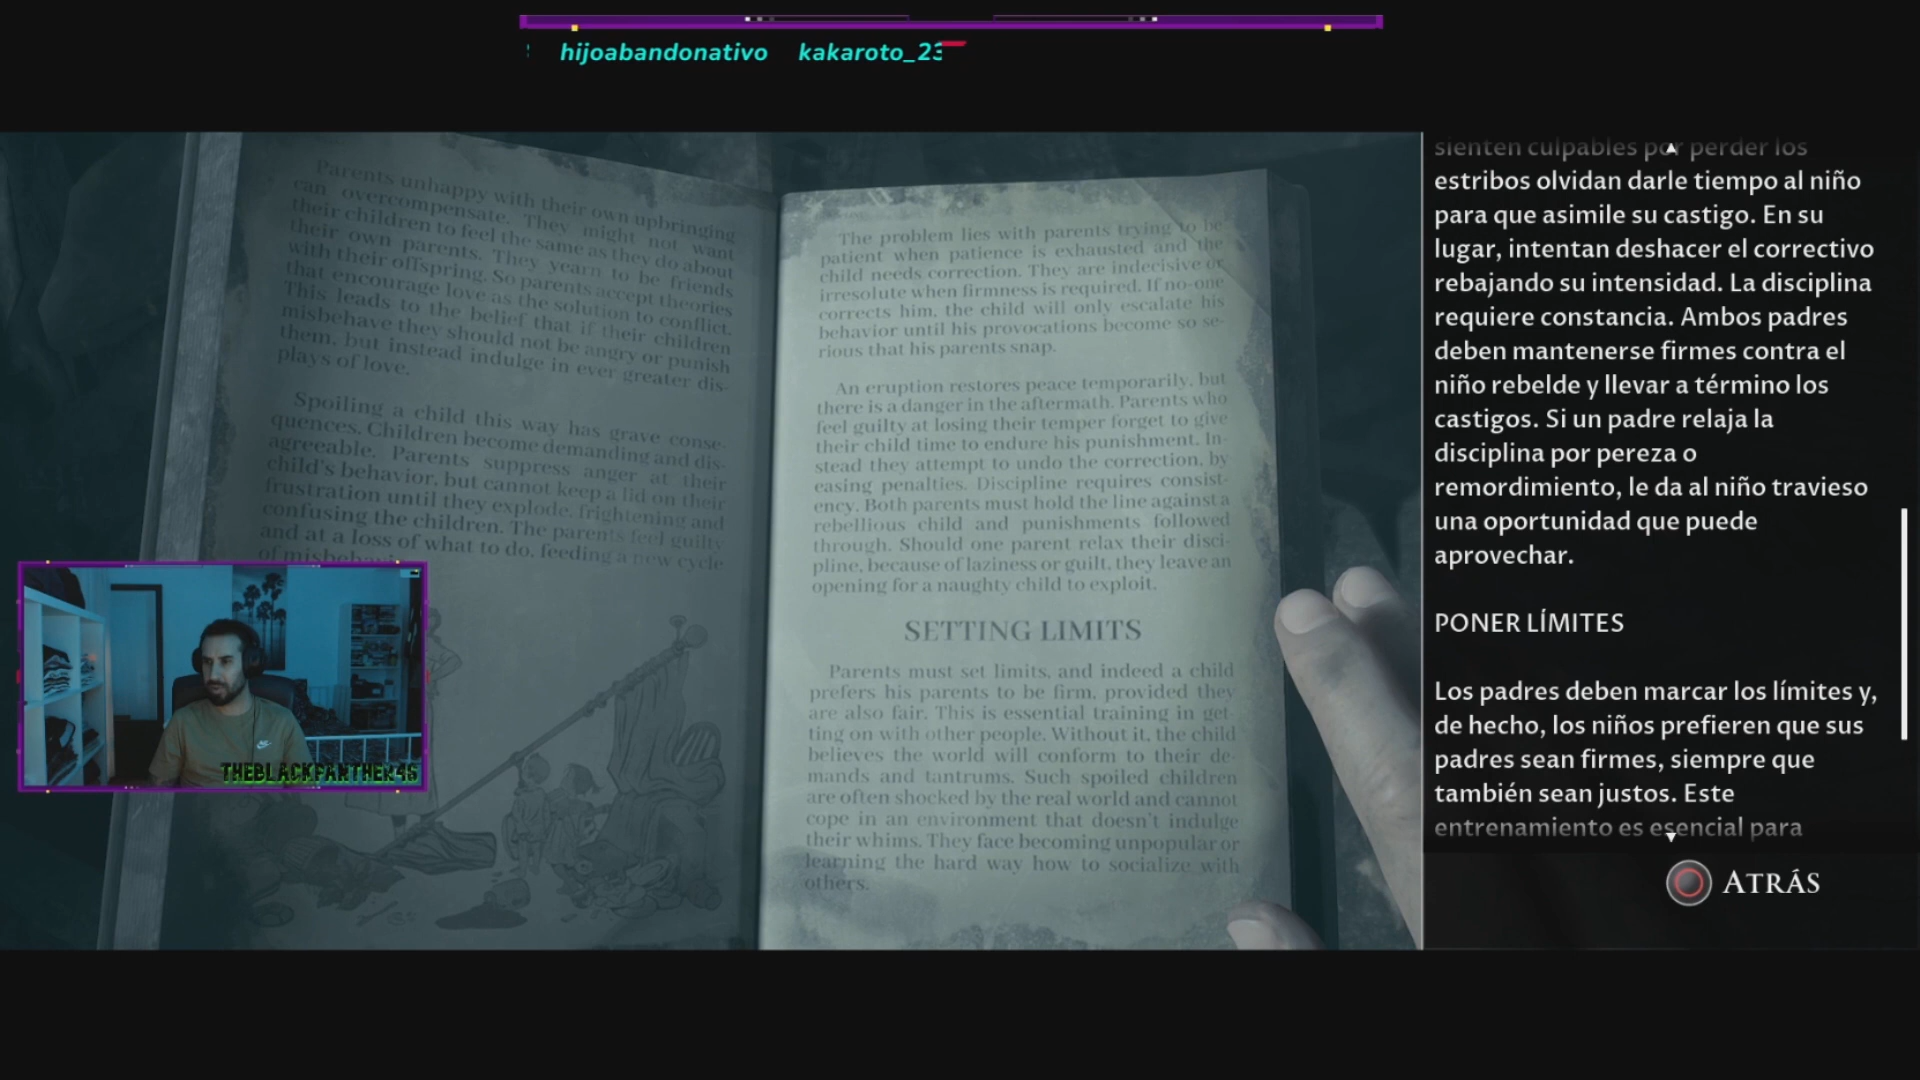 hijoabandonativo kakaroto_23
Parents unhappy with their own upbringing
can overcompensate. They might not want
their children to feel the same as they do about
their own parents. They yearn to be friends
with their offspring. So parents accept theories
that encourage love as the solution to conflict.
This leads to the belief that if their children
misbehave they should not be angry or punish
them, but instead indulge in ever greater dis-
plays of love.
Spoiling a child this way has grave conse-
quences. Children become demanding and dis-
agreeable. Parents suppress anger at their
child's behavior, but cannot keep a lid on their
frustration until they explode, frightening and
confusing the children. The parents feel guilty
and at a loss of what to do, feeding a new cycle
of
The problem lies with parents trying to be
patient when patience is exhausted and the
child needs correction. They are indecisive or
irresolute when firmness is required. If no-one
corrects him, the child will only escalate his
behavior until his provocations become so se-
rious that his parents snap.
An eruption restores peace temporarily, but
there is a danger in the aftermath. Parents who
feel guilty at losing their temper forget to give
their child time to endure his punishment. In-
stead they attempt to undo the correction, by
easing penalties. Discipline requires consist-
ency. Both parents must hold the line against a
rebellious child and punishments followed
through. Should one parent relax their disci-
pline, because of laziness or guilt, they leave an
opening for a naughty child to exploit.
SETTING LIMITS
Parents must set limits, and indeed a child
prefers his parents to be firm, provided they
are also fair. This is essential training in get-
ting on with other people. Without it, the child
believes the world will conform to their de-
mands and tantrums. Such spoiled children
are often shocked by the real world and cannot
cope in an environment that doesn't indulge
their whims. They face becoming unpopular or
learning the hard way how to socialize with
others.
sienten culpables por perder los
estribos olvidan darle tiempo al niño
para que asimile su castigo. En su
lugar, intentan deshacer el correctivo
rebajando su intensidad. La disciplina
requiere constancia. Ambos padres
deben mantenerse firmes contra el
niño rebelde y llevar a término los
castigos. Si un padre relaja la
disciplina por pereza o
remordimiento, le da al niño travieso
una oportunidad que puede
aprovechar.
PONER LÍMITES
Los padres deben marcar los límites y,
de hecho, los niños prefieren que sus
padres sean firmes, siempre que
también sean justos. Este
entrenamiento es esencial para
ATRÁS
THEBLACKPANTHER46